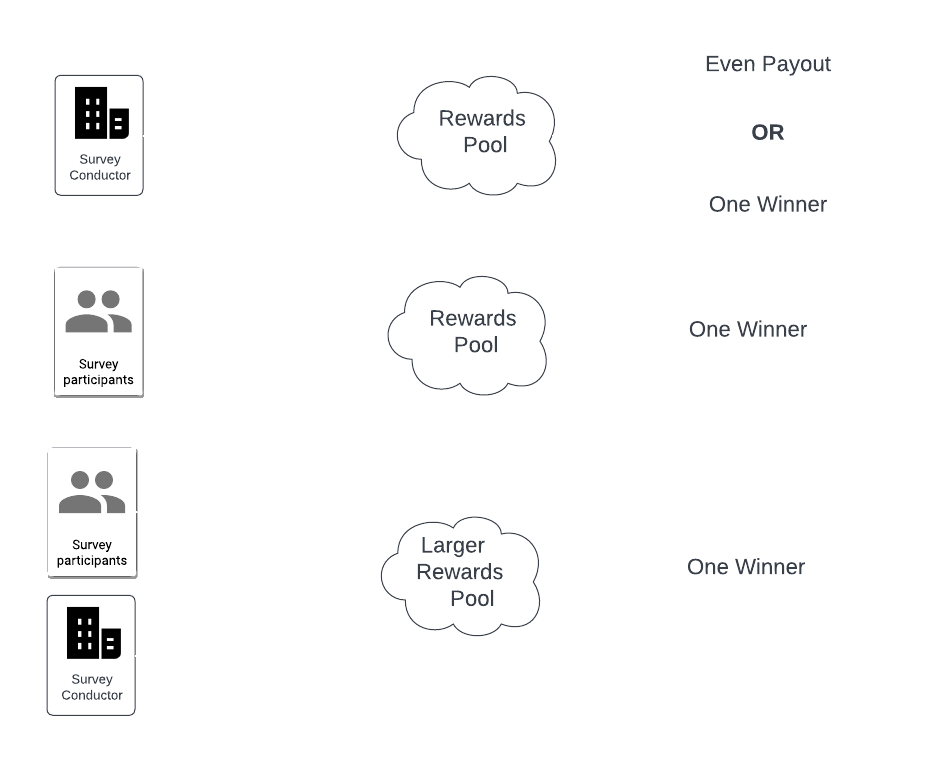 Survey
Conductor
Rewards
Pool
Even Payout
OR
One Winner
Survey
participants
Rewards
Pool
One Winner
Survey
participants
Larger
Rewards
Pool
One Winner
Survey
Conductor